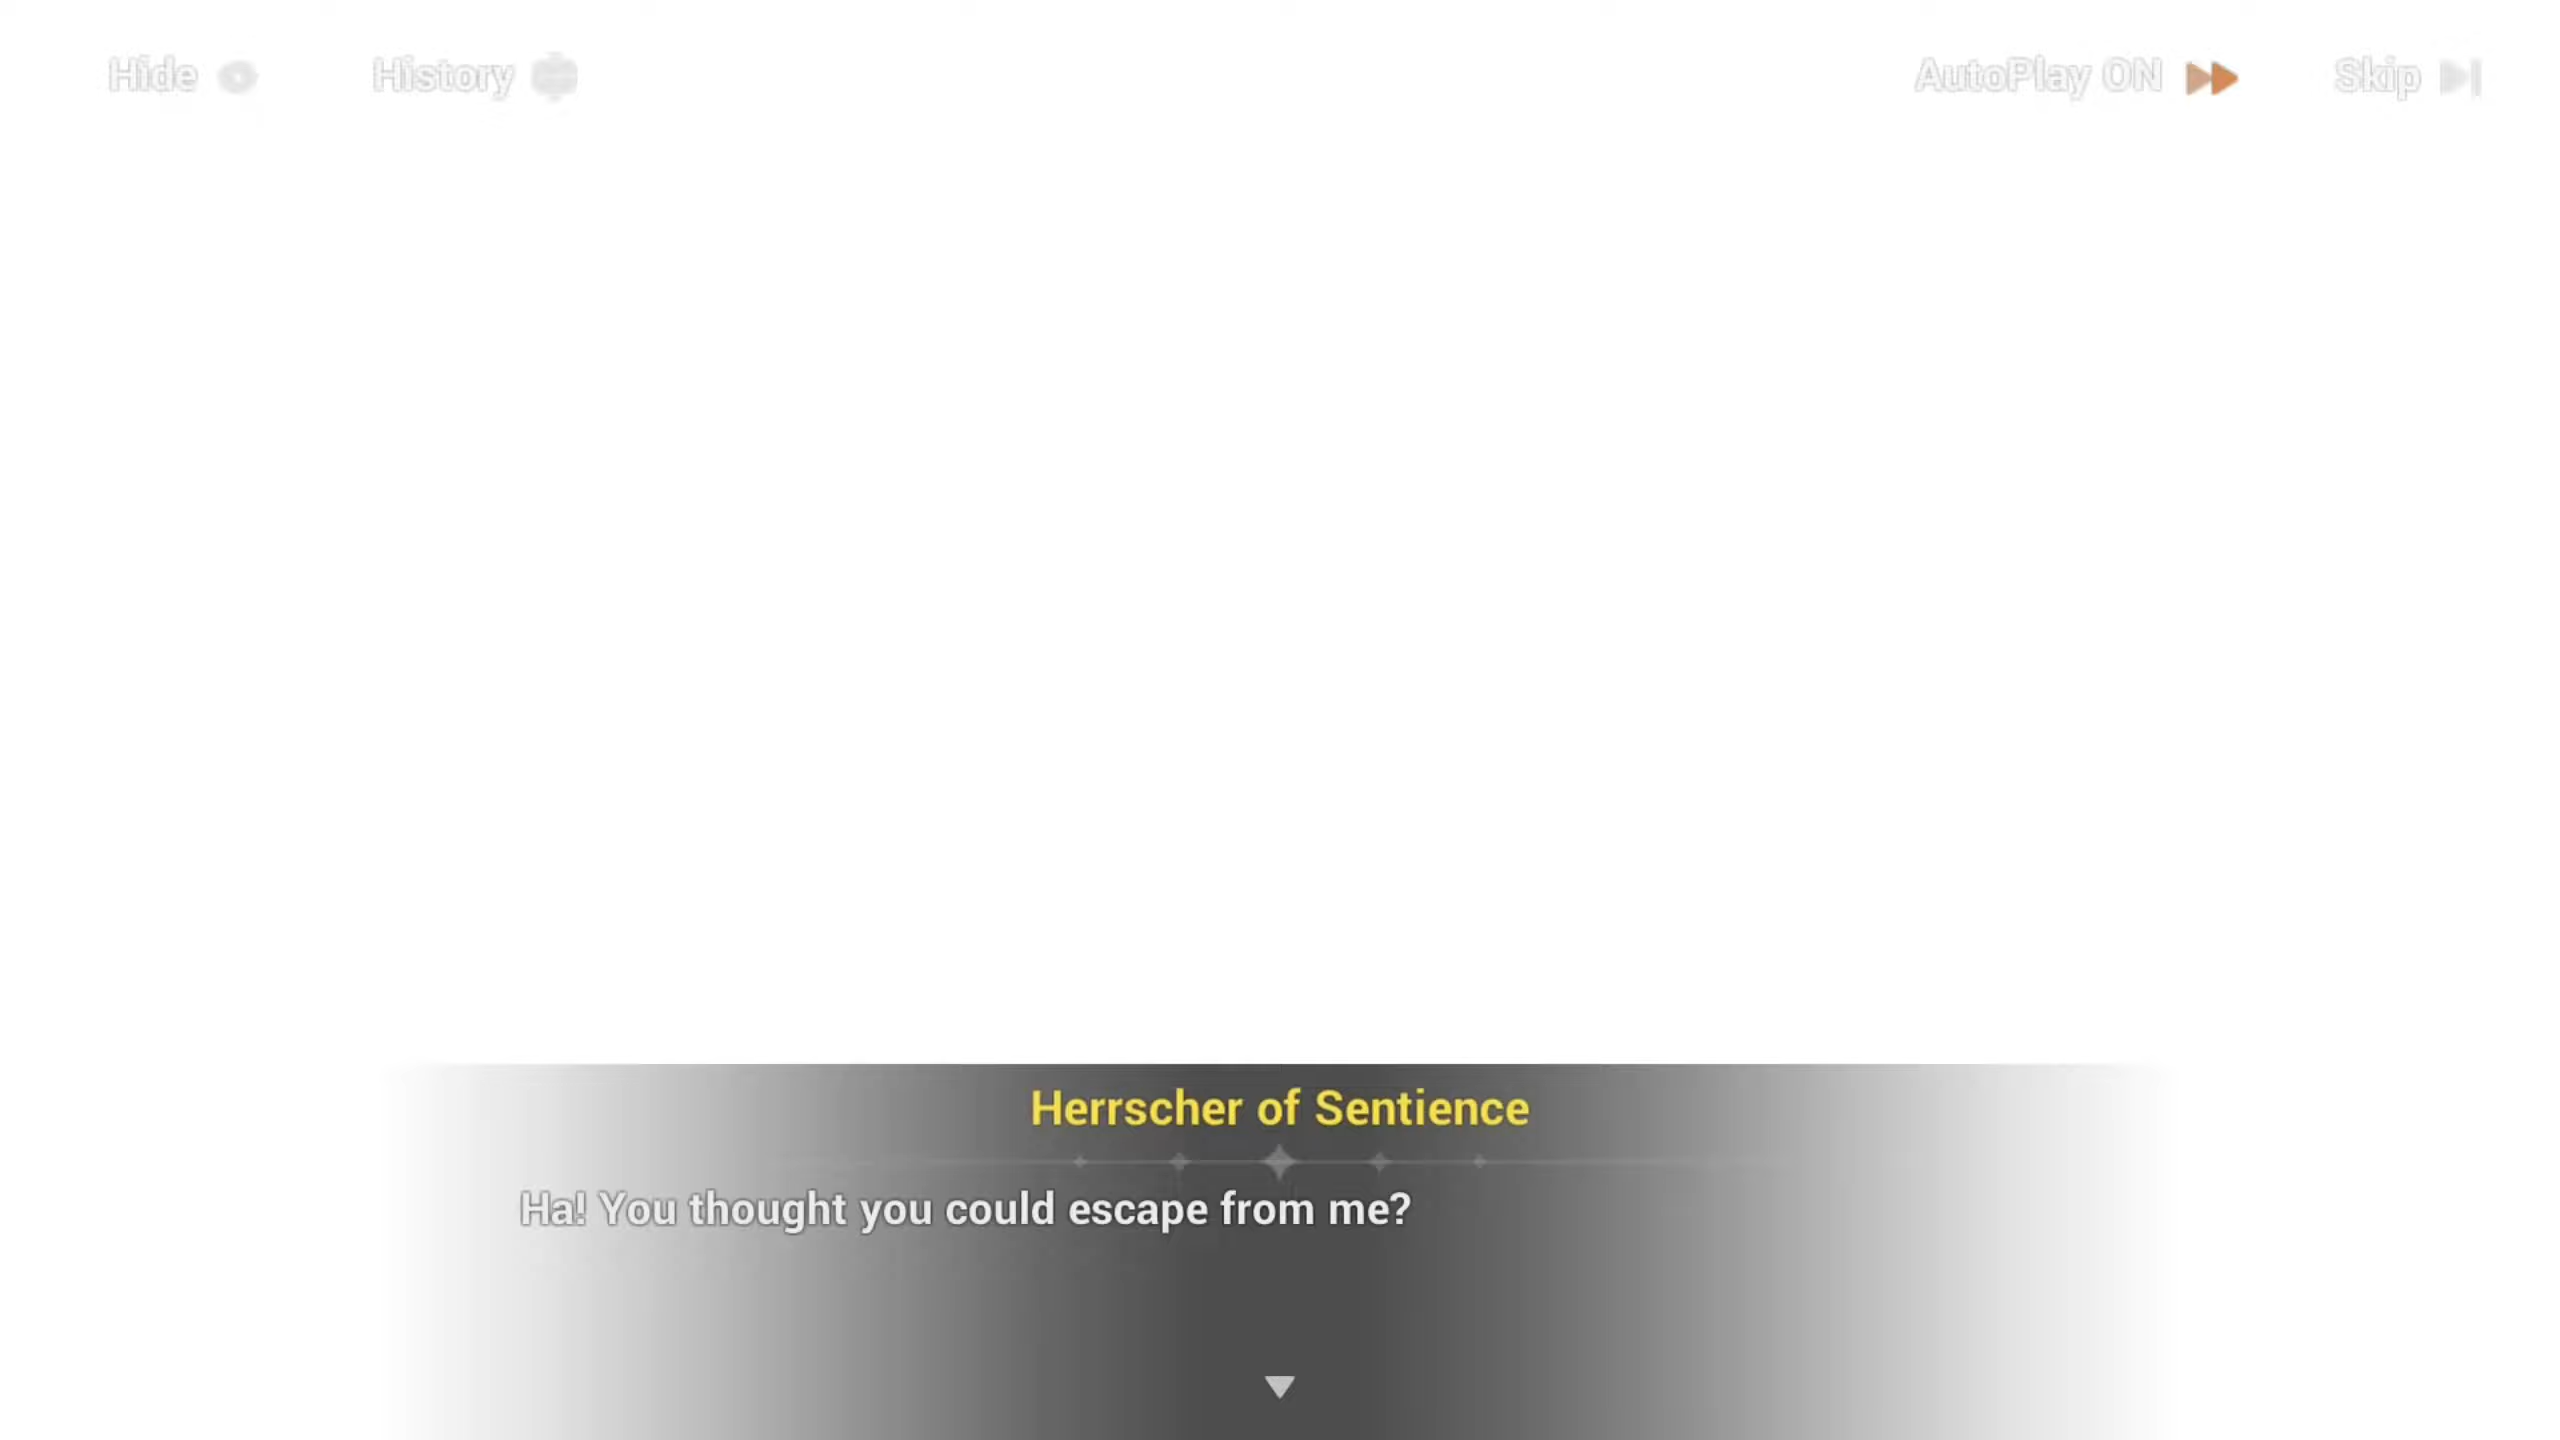 Hide
History
AutoPlay ON
Skip
Herrscher of Sentience
Ha! You thought you could escape from me?